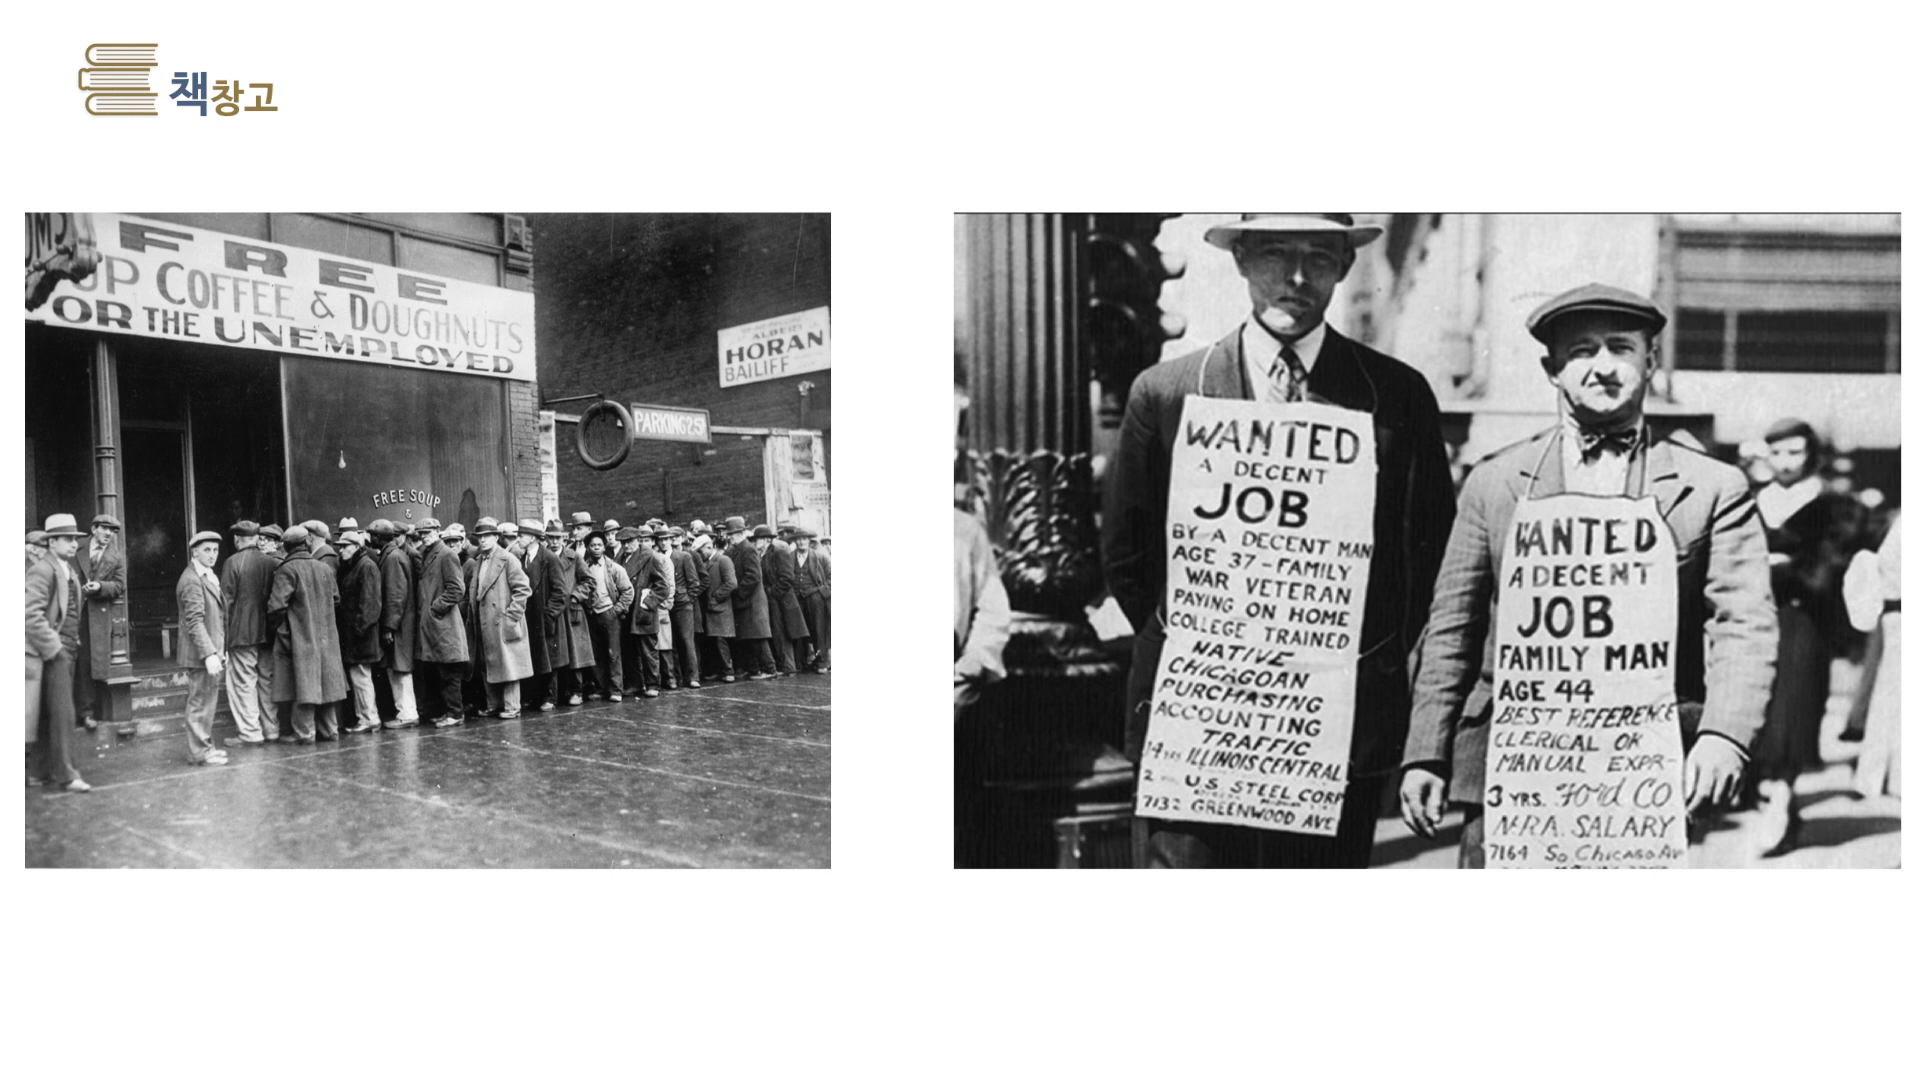 책창고
FREE
UP COFFEE & DOUGHNUTS
OR THE UNEMPLOYED
ALBERT
HORAN
BAILIFF
PARKING 25¢
FREE SOUP
&
WANTED
A DECENT
JOB
BY A DECENT MAN
AGE 37-FAMILY
WAR VETERAN
PAYING ON HOME
COLLEGE TRAINED
NATIVE
CHICAGOAN
PURCHASING
ACCOUNTING
TRAFFIC
14 YRS ILLINOIS CENTRAL
2 U.S. STEEL CORP
7132 GREENWOOD AVE
WANTED
A DECENT
JOB
FAMILY MAN
AGE 44
BEST REFERENCE
CLERICAL OR
MANUAL EXPR-
3 YRS. Ford CO
N.R.A. SALARY
7164 So. Chicago Av